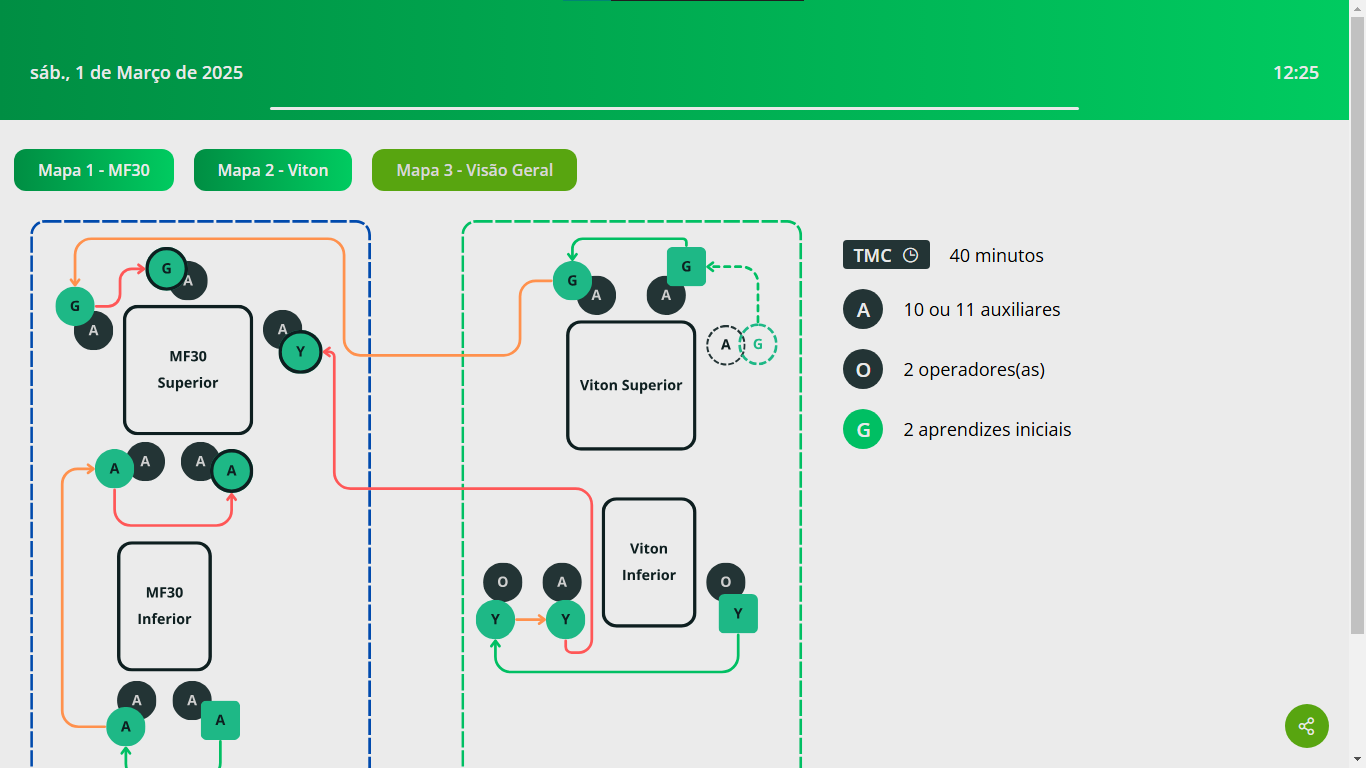 sáb., 1 de Março de 2025
12:25
Mapa 1 - MF30
Mapa 2 - Viton
Mapa 3 - Visão Geral
G
A
G
A
A
Y
MF30
Superior
A
A
A
A
MF30
Inferior
A
A
A
A
G
A
G
A
A
G
Viton Superior
Viton
Inferior
O
A
O
Y
Y
Y
TMC
40 minutos
A
10 ou 11 auxiliares
O
2 operadores(as)
G
2 aprendizes iniciais